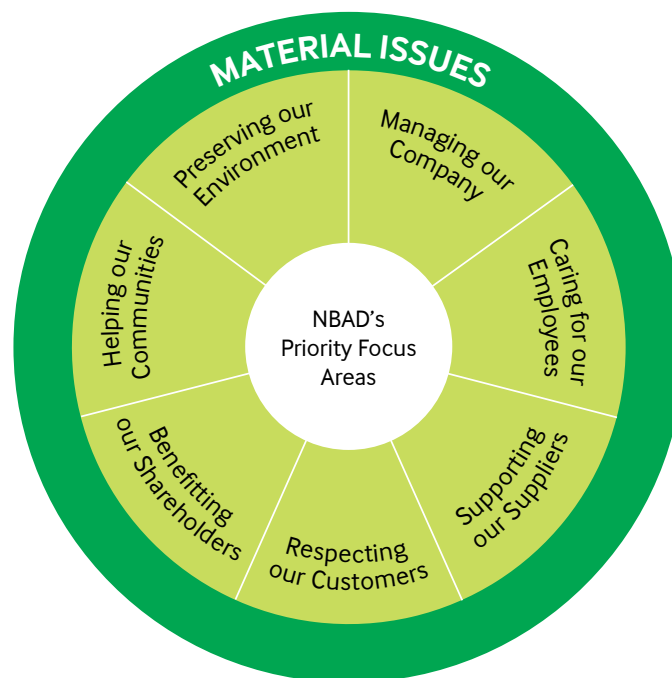 MATERIAL ISSUES
Managing our
Company
Caring for our
Employees
Supporting
our Suppliers
Respecting
our Customers
Benefitting
our Shareholders
Helping our
Communities
Preserving our
Environment
NBAD’s
Priority Focus
Areas